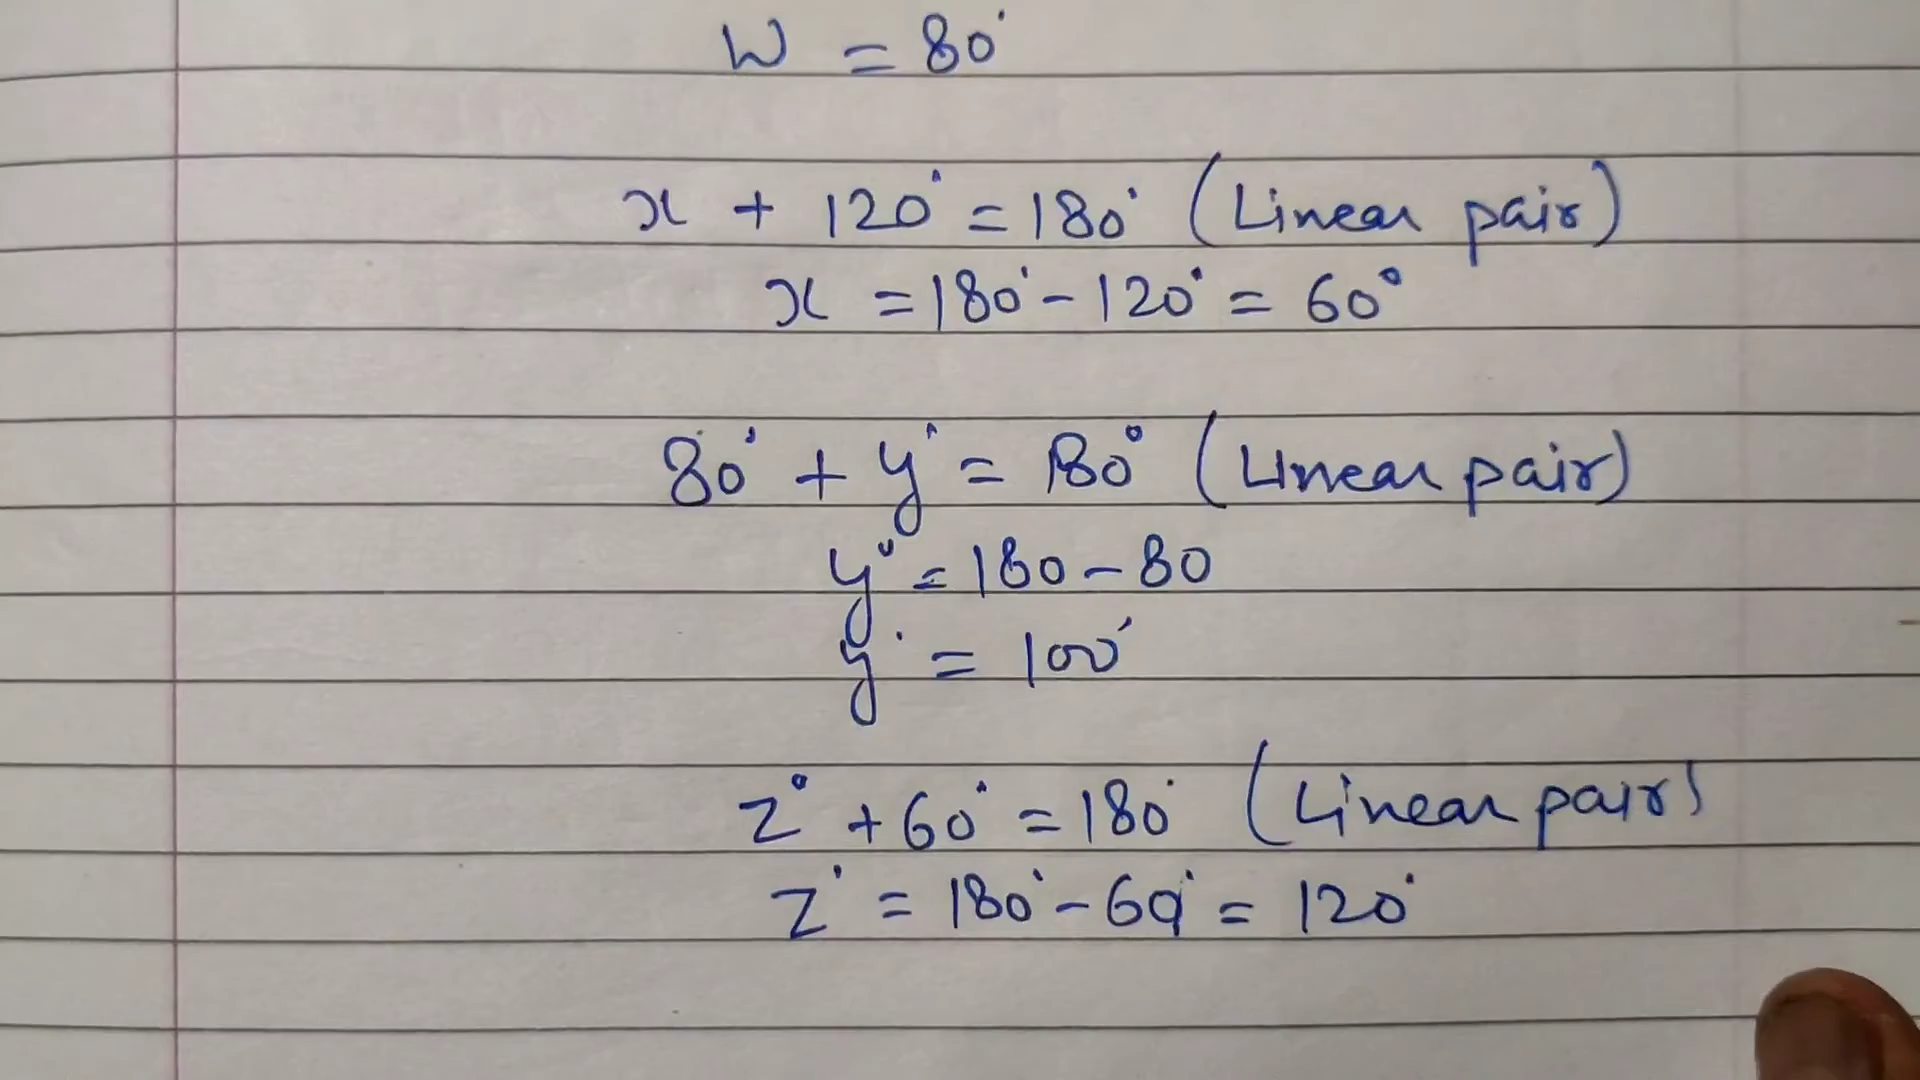 W = 80°
x + 120° = 180° (Linear pair)
x = 180° - 120° = 60°
80° + y° = 180° (Linear pair)
y° = 180 - 80
y° = 100°
z° + 60° = 180° (Linear pair)
z° = 180° - 60° = 120°